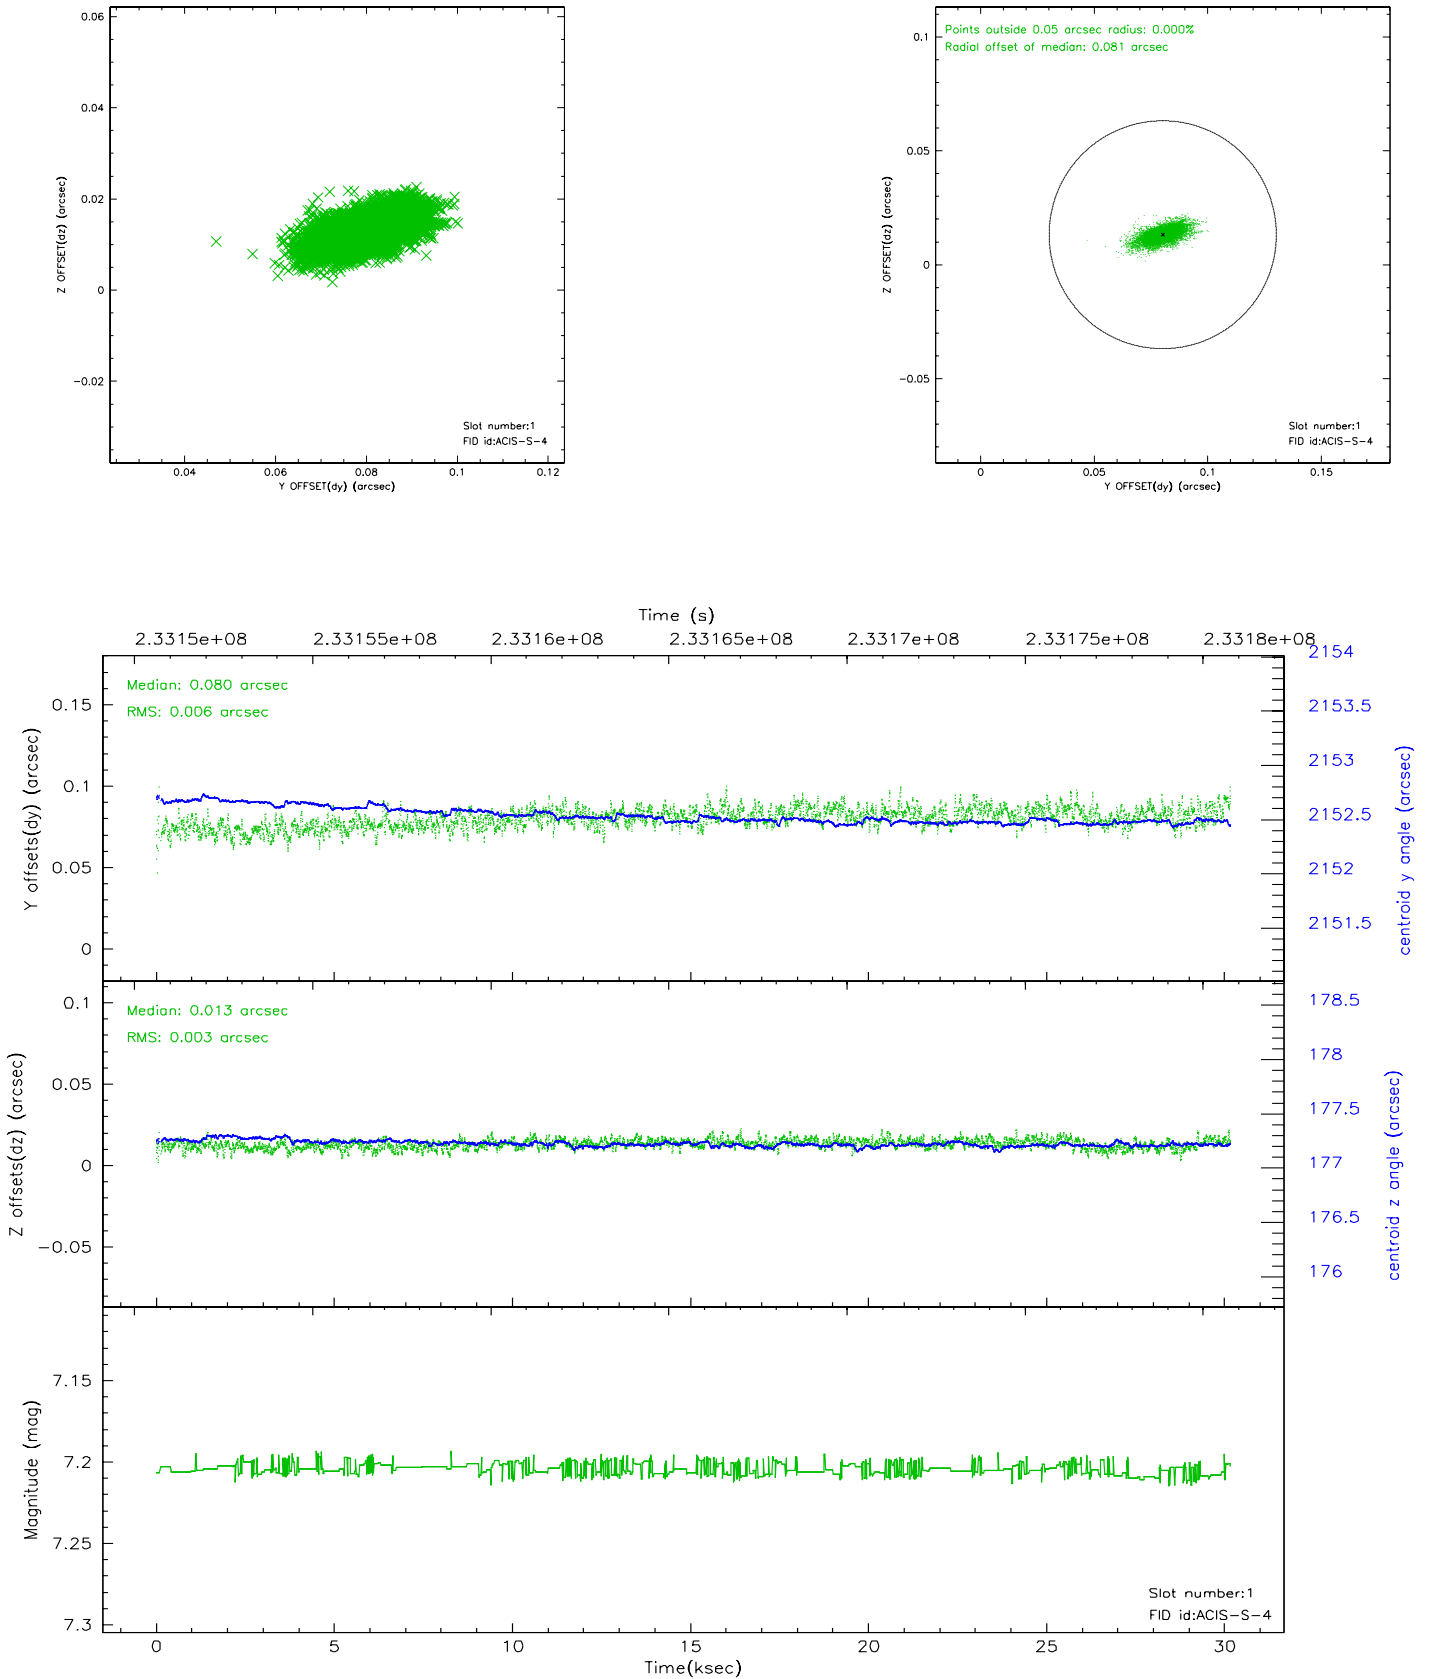 0.06
0.04
0.02
0
−0.02
Z OFFSET(dz) (arcsec)
Slot number:1
FID id:ACIS−S−4
0.04 0.06 0.08 0.1 0.12
Y OFFSET(dy) (arcsec)
Points outside 0.05 arcsec radius: 0.000%
Radial offset of median: 0.081 arcsec
0.1
0.05
0
−0.05
Z OFFSET(dz) (arcsec)
Slot number:1
FID id:ACIS−S−4
0 0.05 0.1 0.15
Y OFFSET(dy) (arcsec)
Time (s)
2.3315e+08 2.33155e+08 2.3316e+08 2.33165e+08 2.3317e+08 2.33175e+08 2.3318e+08
Median: 0.080 arcsec
RMS: 0.006 arcsec
0.15
0.1
0.05
0
Y offsets(dy) (arcsec)
2154
2153.5
2153
2152.5
2152
2151.5
centroid y angle (arcsec)
Median: 0.013 arcsec
RMS: 0.003 arcsec
0.1
0.05
0
−0.05
Z offsets(dz) (arcsec)
178.5
178
177.5
177
176.5
176
centroid z angle (arcsec)
7.15
7.2
7.25
7.3
Magnitude (mag)
Slot number:1
FID id:ACIS−S−4
0 5 10 15 20 25 30
Time(ksec)